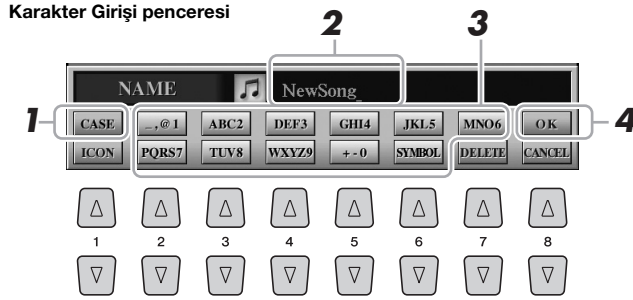 Karakter Girişi penceresi
2 3
NAME NewSong_
1 CASE _,@1 ABC2 DEF3 GHI4 JKL5 MNO6 OK 4
ICON PQRS7 TUV8 WXYZ9 +-0 SYMBOL DELETE CANCEL
1 2 3 4 5 6 7 8